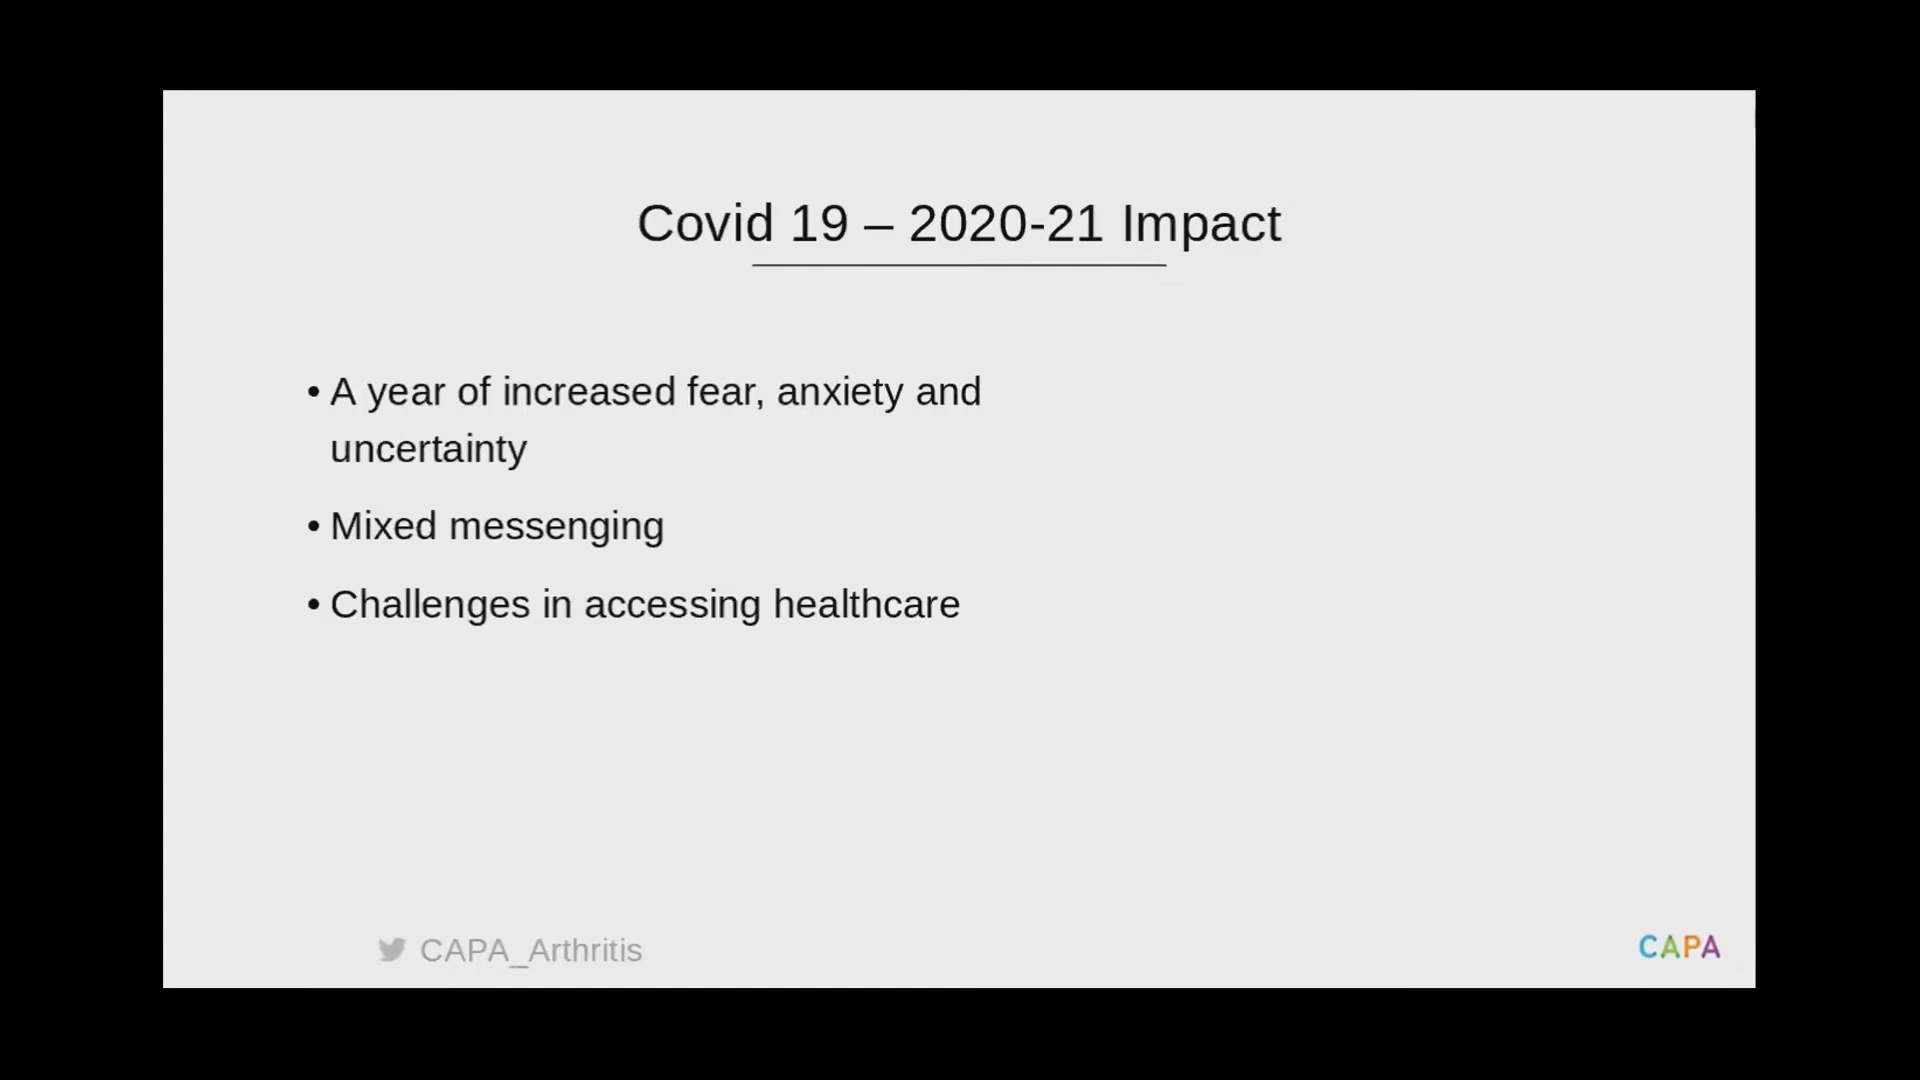 Covid 19 – 2020-21 Impact
• A year of increased fear, anxiety and
uncertainty
• Mixed messenging
• Challenges in accessing healthcare
CAPA_Arthritis
CAPA